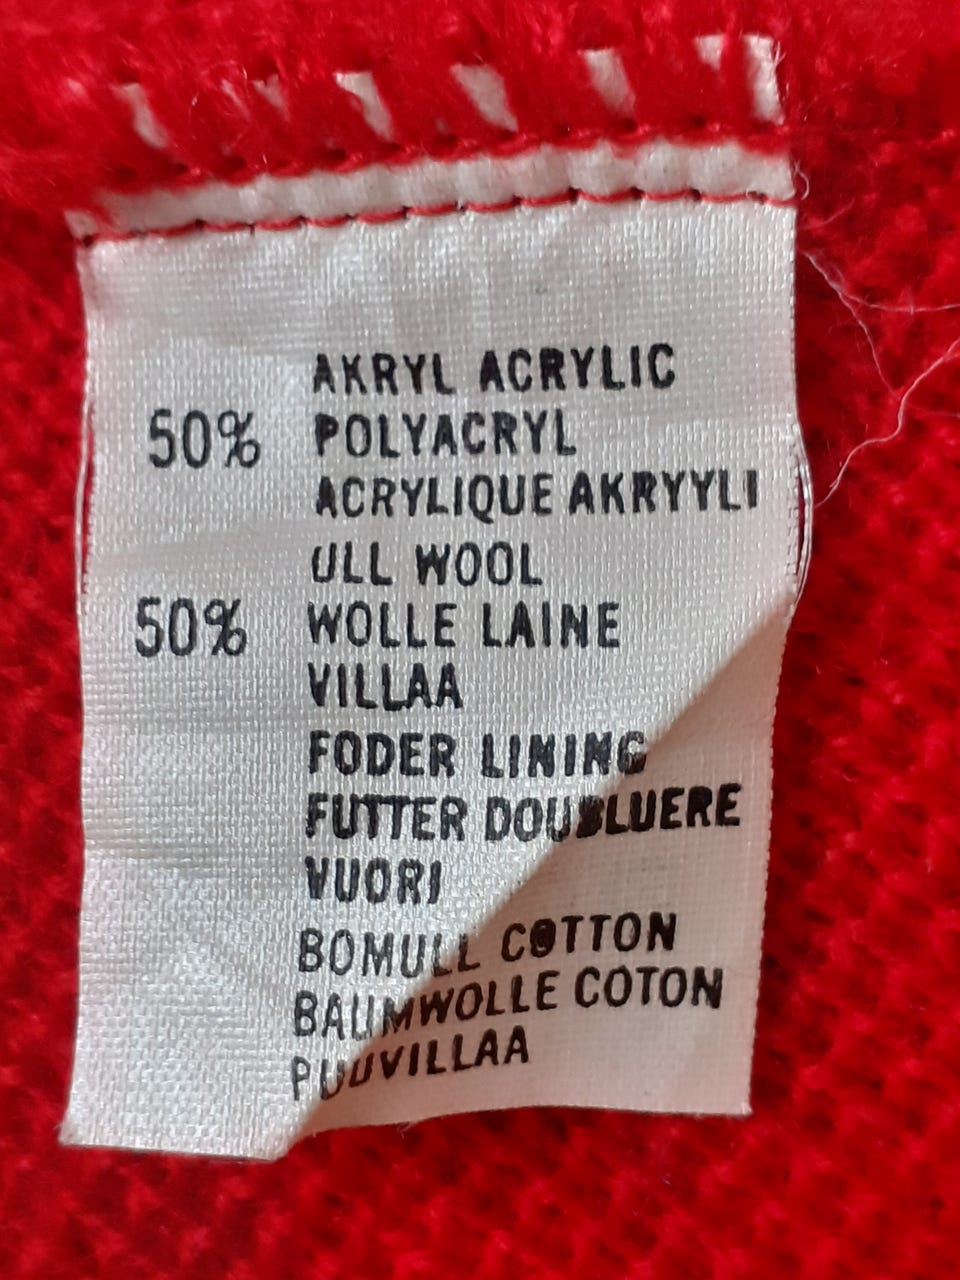 AKRYL ACRYLIC
50% POLYACRYL
ACRYLIQUE AKRYYLI
ULL WOOL
50% WOLLE LAINE
VILLAA
FODER LINING
FUTTER DOUBLUERE
VUORI
BOMULL COTTON
BAUMWOLLE COTON
PUUVILLAA